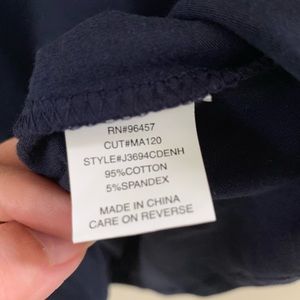 RN#96457
CUT#MA120
STYLE#J3694CDENH
95%COTTON
5%SPANDEX
MADE IN CHINA
CARE ON REVERSE